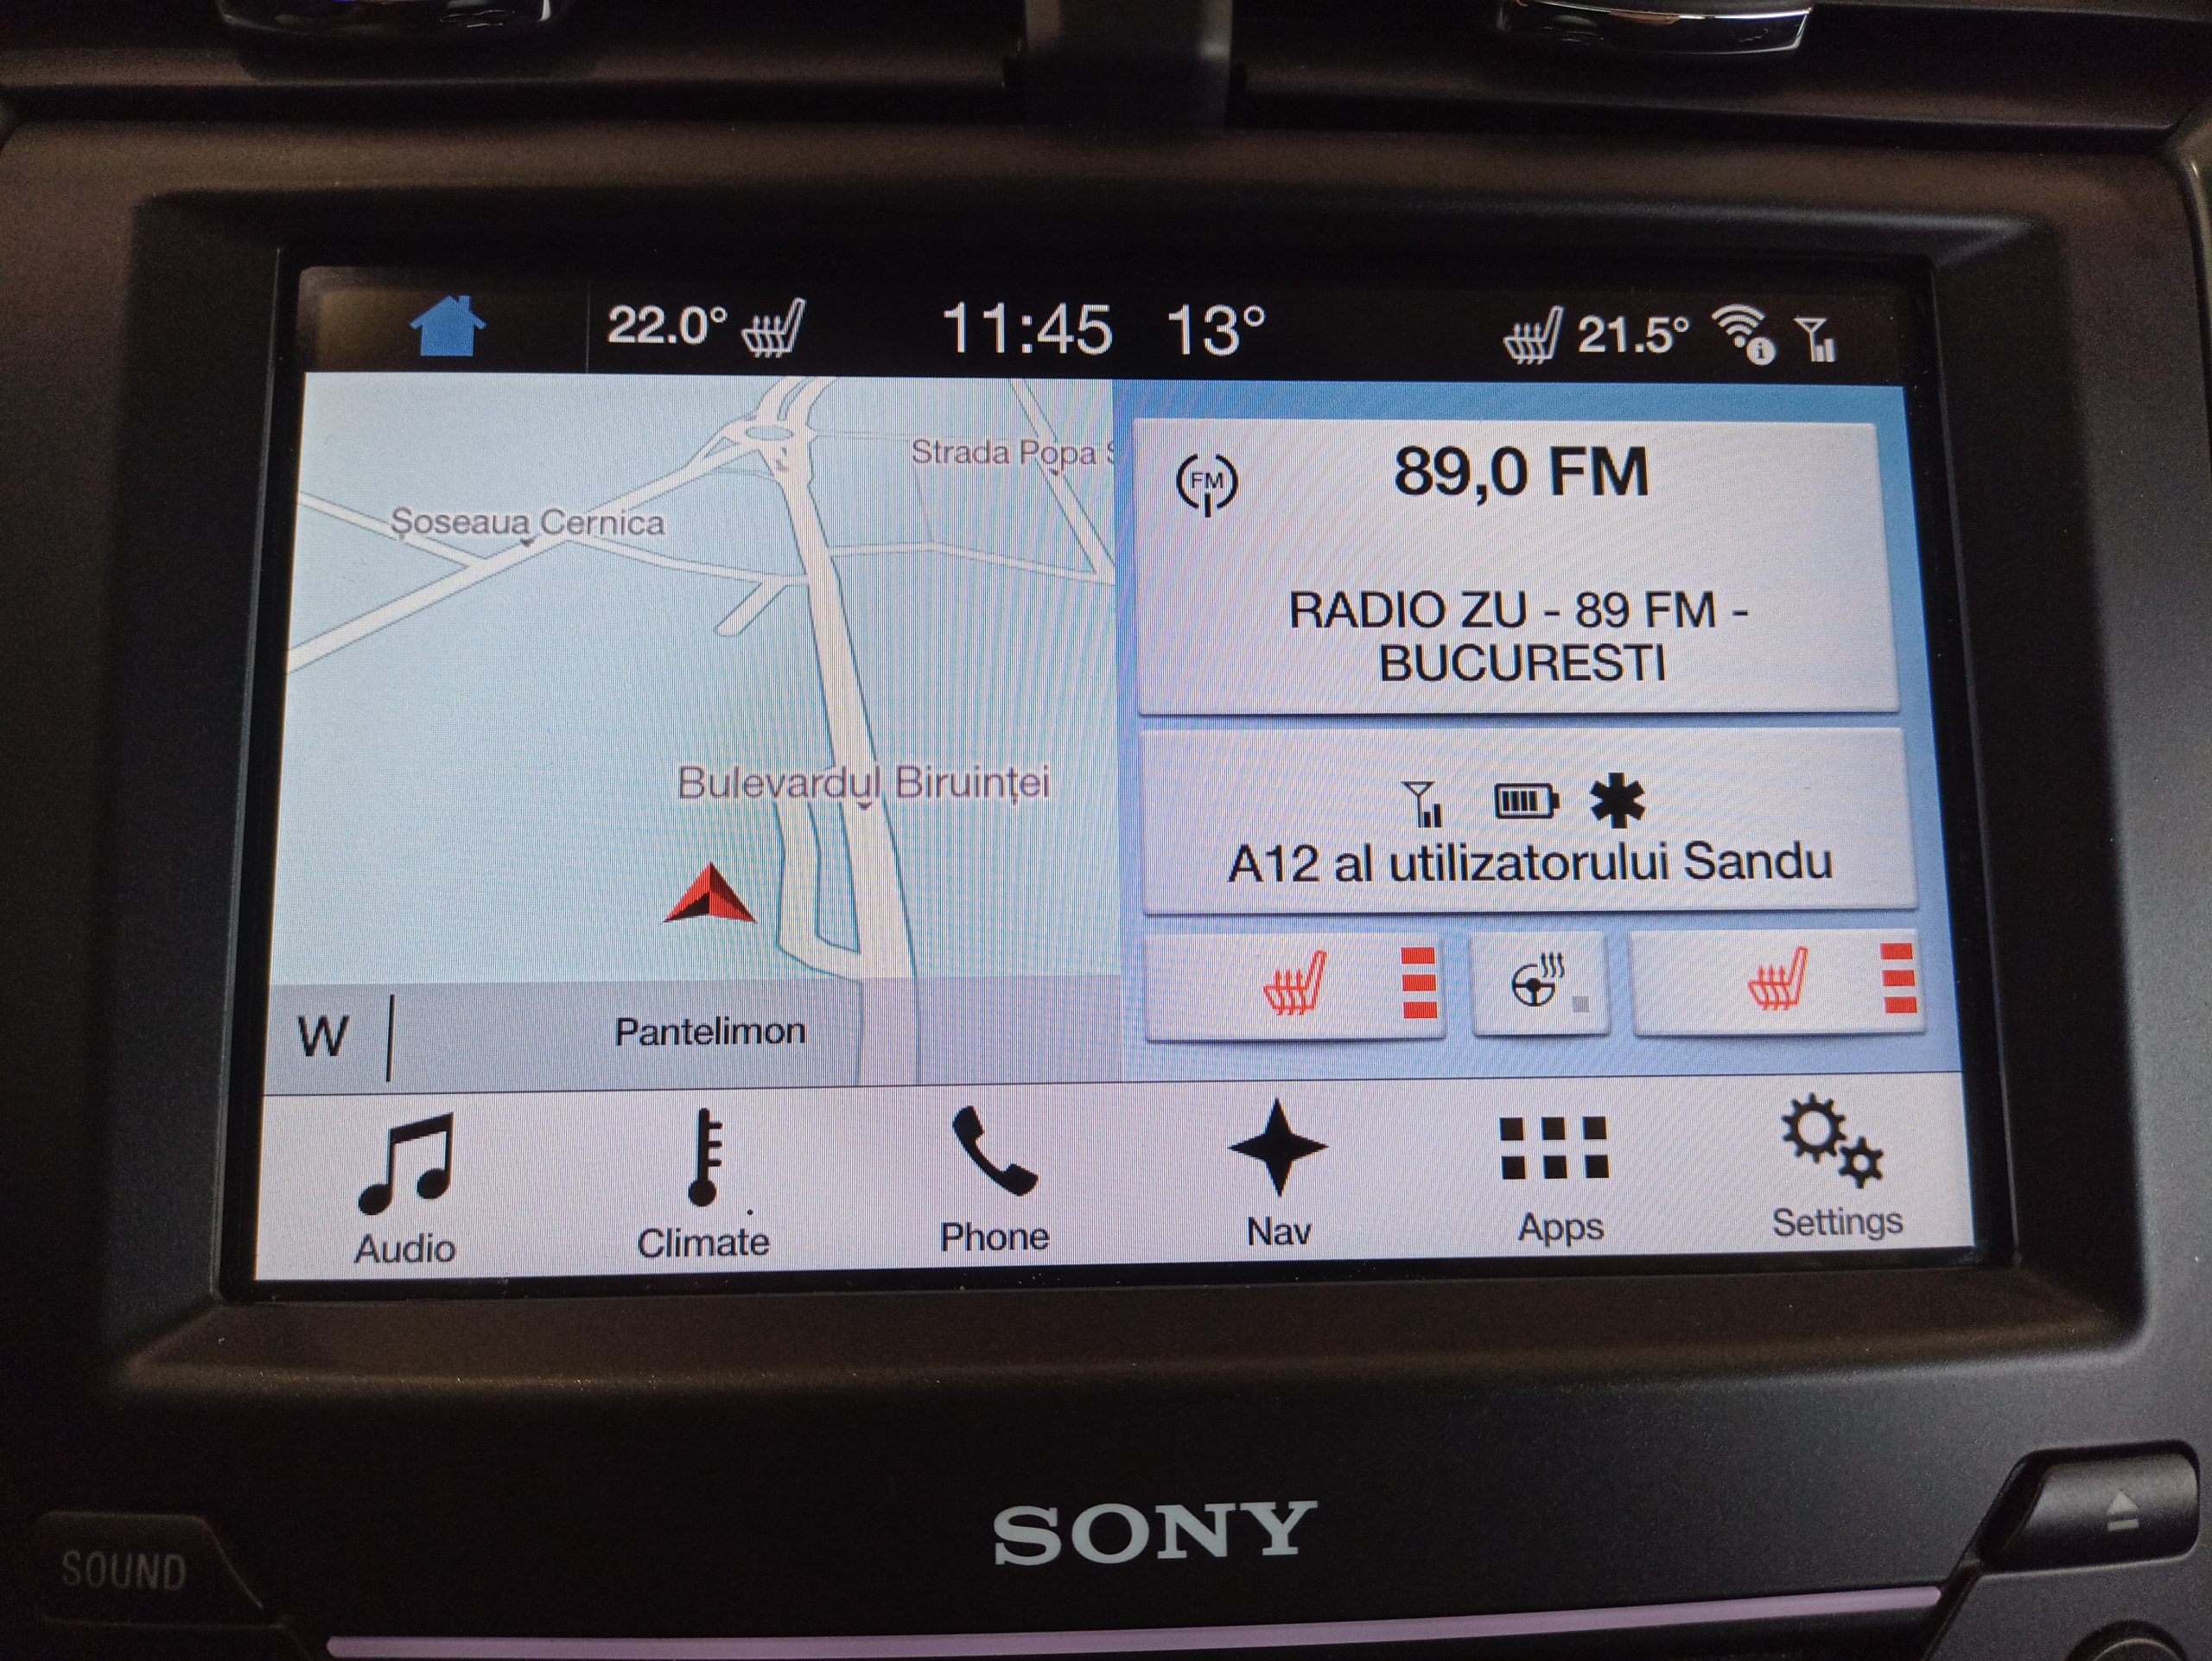 22.0°
11:45 13°
21.5°
Strada Popa
Șoseaua Cernica
Bulevardul Biruinței
W
Pantelimon
FM
89,0 FM
RADIO ZU - 89 FM -
BUCURESTI
A12 al utilizatorului Sandu
Audio
Climate
Phone
Nav
Apps
Settings
SONY
SOUND